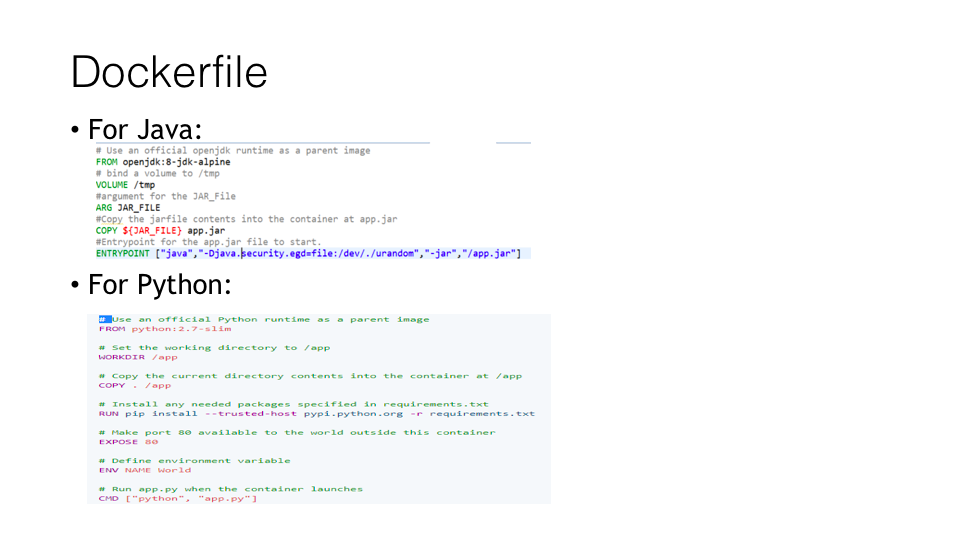 Dockerfile
• For Java:
# Use an official openjdk runtime as a parent image
FROM openjdk:8-jdk-alpine
# bind a volume to /tmp
VOLUME /tmp
#argument for the JAR_File
ARG JAR_FILE
#Copy the jarfile contents into the container at app.jar
COPY ${JAR_FILE} app.jar
#Entrypoint for the app.jar file to start.
ENTRYPOINT ["java","-Djava.security.egd=file:/dev/./urandom","-jar","/app.jar"]
• For Python:
# Use an official Python runtime as a parent image
FROM python:2.7-slim
# Set the working directory to /app
WORKDIR /app
# Copy the current directory contents into the container at /app
COPY . /app
# Install any needed packages specified in requirements.txt
RUN pip install --trusted-host pypi.python.org -r requirements.txt
# Make port 80 available to the world outside this container
EXPOSE 80
# Define environment variable
ENV NAME World
# Run app.py when the container launches
CMD ["python", "app.py"]